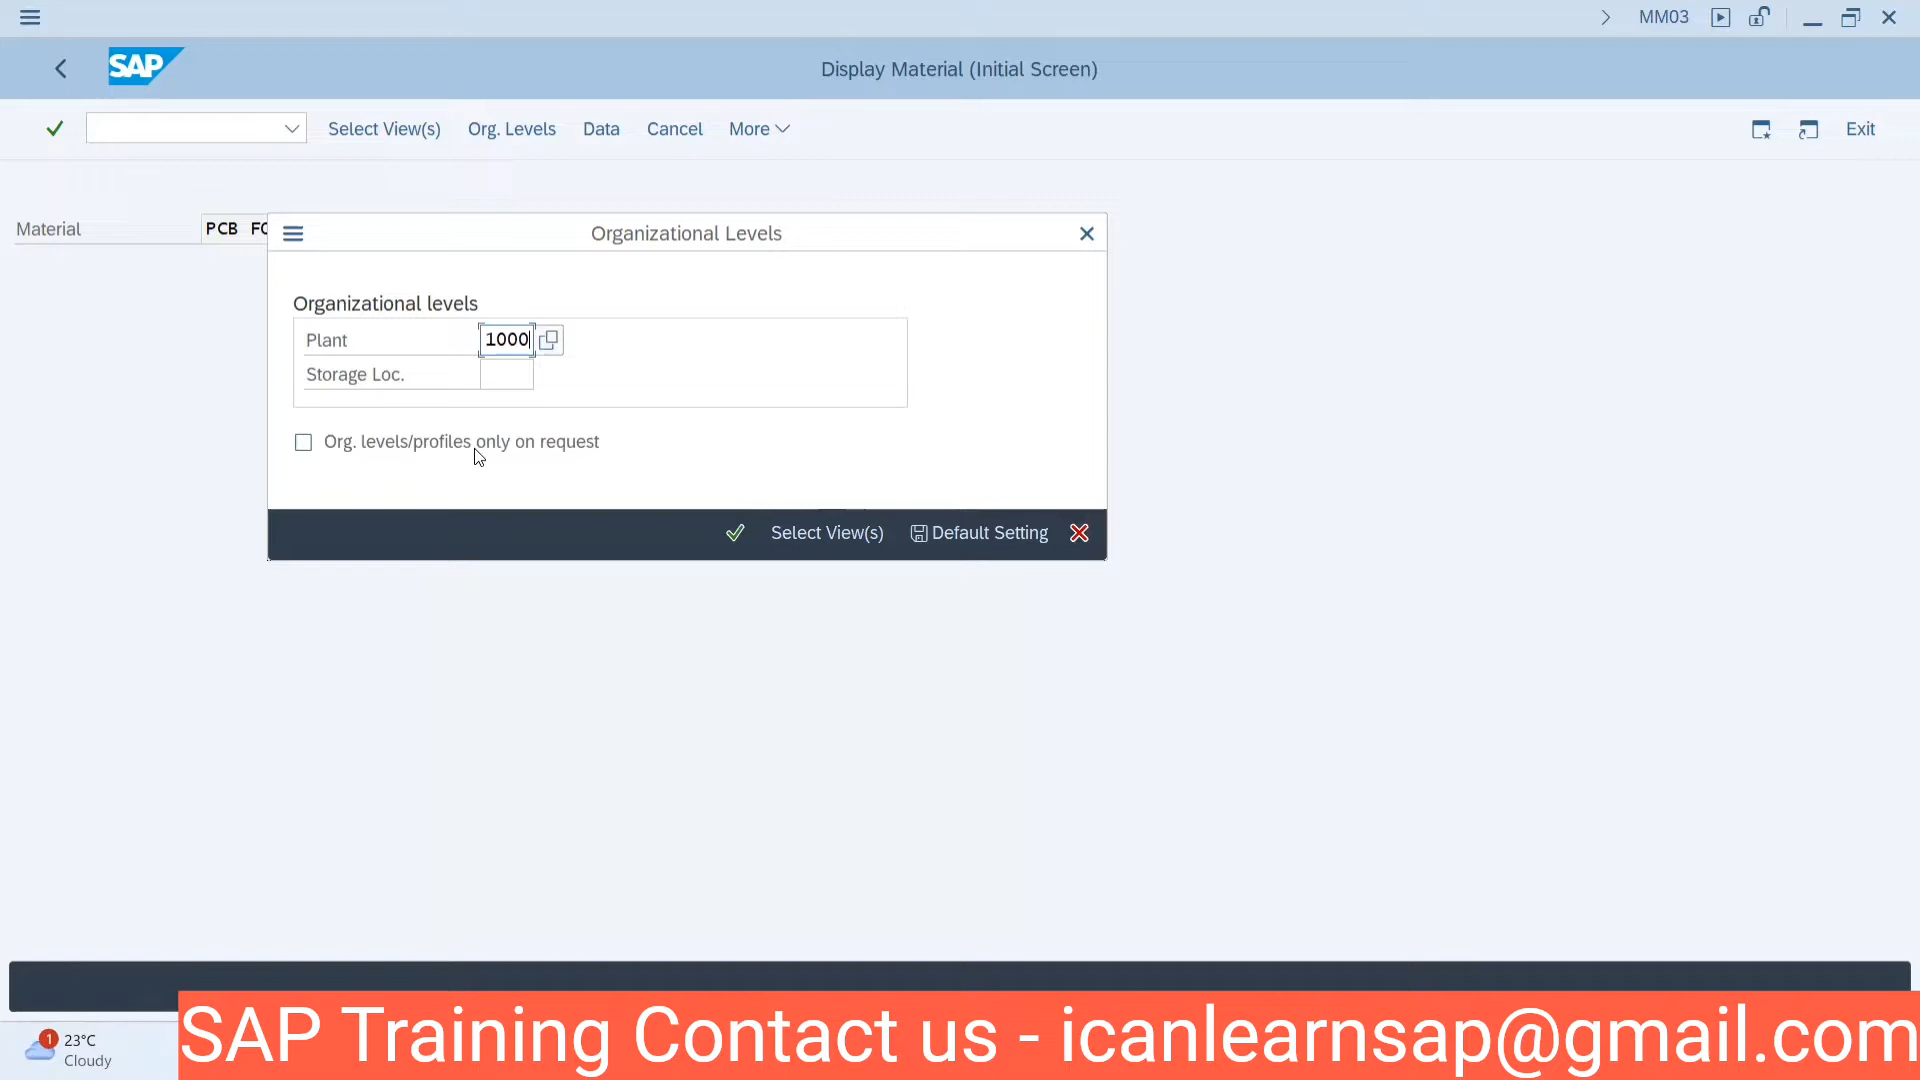 MM03
SAP
Display Material (Initial Screen)
Select View(s) Org. Levels Data Cancel More Exit
Material PCB FO
Organizational Levels
Organizational levels
Plant 1000
Storage Loc.
Org. levels/profiles only on request
Select View(s) Default Setting
SAP Training Contact us - icanlearnsap@gmail.com
1 23°C
Cloudy